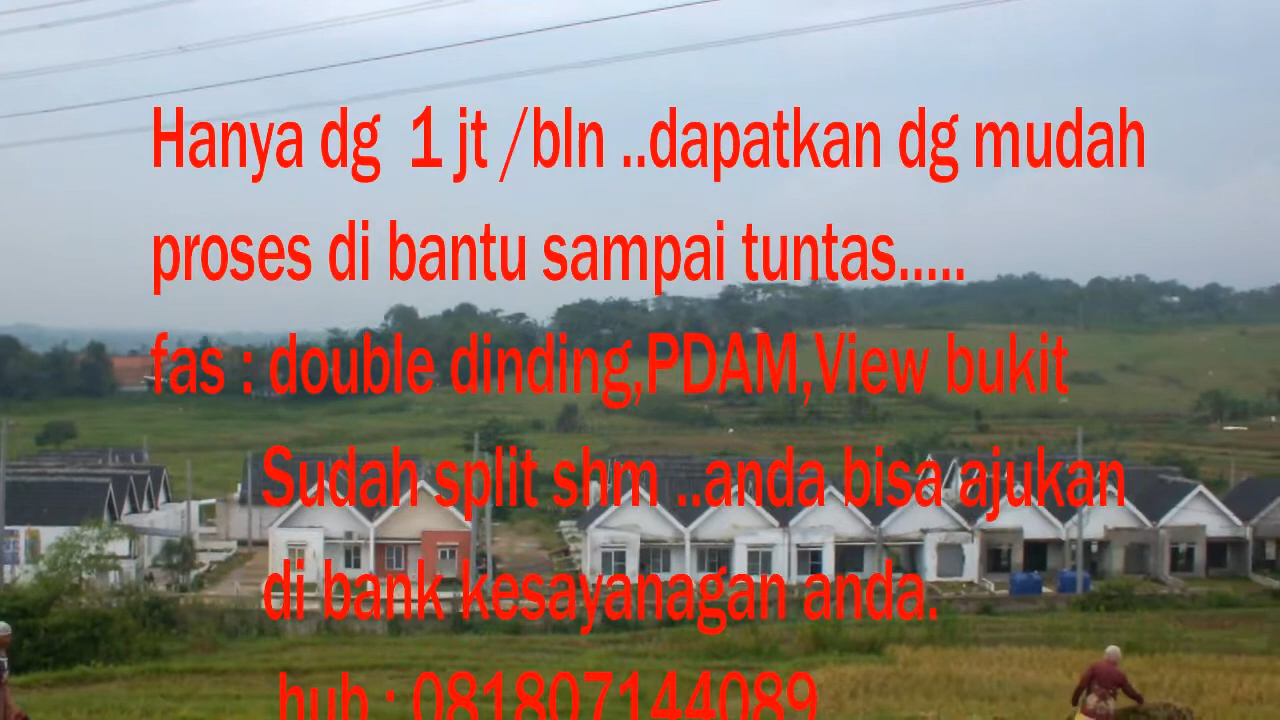 Hanya dg 1 jt /bln ..dapatkan dg mudah
proses di bantu sampai tuntas.....
fas : double dinding,PDAM,View bukit
Sudah split shm ..anda bisa ajukan
di bank kesayanagan anda.
hub : 081807144089